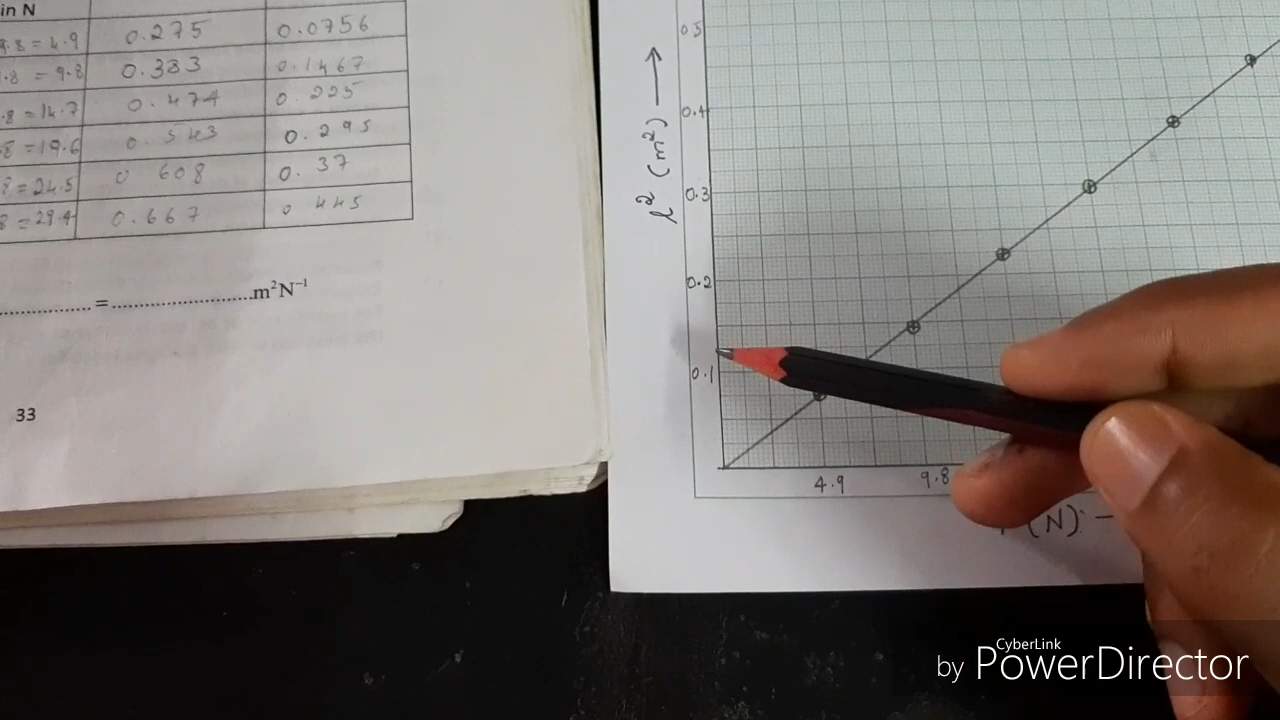 in N
9.8 = 4.9 0.275 0.0756
.8 = 9.8 0.383 0.1467
.8 = 14.7 0.474 0.225
.8 = 19.6 0.543 0.295
8 = 24.5 0 608 0.37
8 = 29.4 0.667 0 445
= m²N⁻¹
33
0.5
0.4
0.3
0.2
0.1
l² (m²) →
4.9 9.8
(N)
CyberLink
by PowerDirector